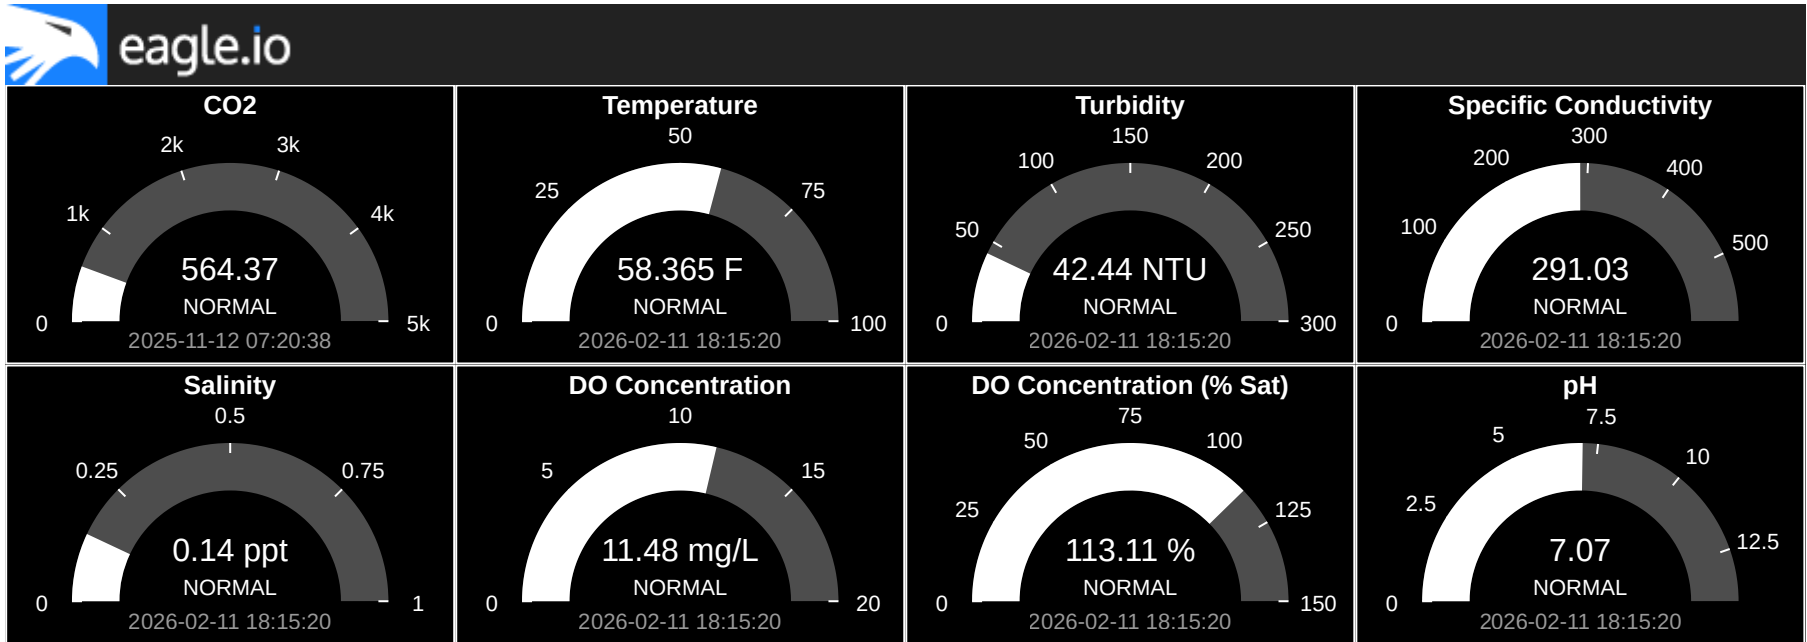 eagle.io
CO2
2k
3k
1k
4k
564.37
NORMAL
0
5k
2025-11-12 07:20:38
Temperature
50
25
75
58.365 F
NORMAL
0
100
2026-02-11 18:15:20
Turbidity
150
100
200
50
250
42.44 NTU
NORMAL
0
300
2026-02-11 18:15:20
Specific Conductivity
300
200
400
100
500
291.03
NORMAL
0
2026-02-11 18:15:20
Salinity
0.5
0.25
0.75
0.14 ppt
NORMAL
0
1
2026-02-11 18:15:20
DO Concentration
10
5
15
11.48 mg/L
NORMAL
0
20
2026-02-11 18:15:20
DO Concentration (% Sat)
75
50
100
25
125
113.11 %
NORMAL
0
150
2026-02-11 18:15:20
pH
7.5
5
10
2.5
12.5
7.07
NORMAL
0
2026-02-11 18:15:20